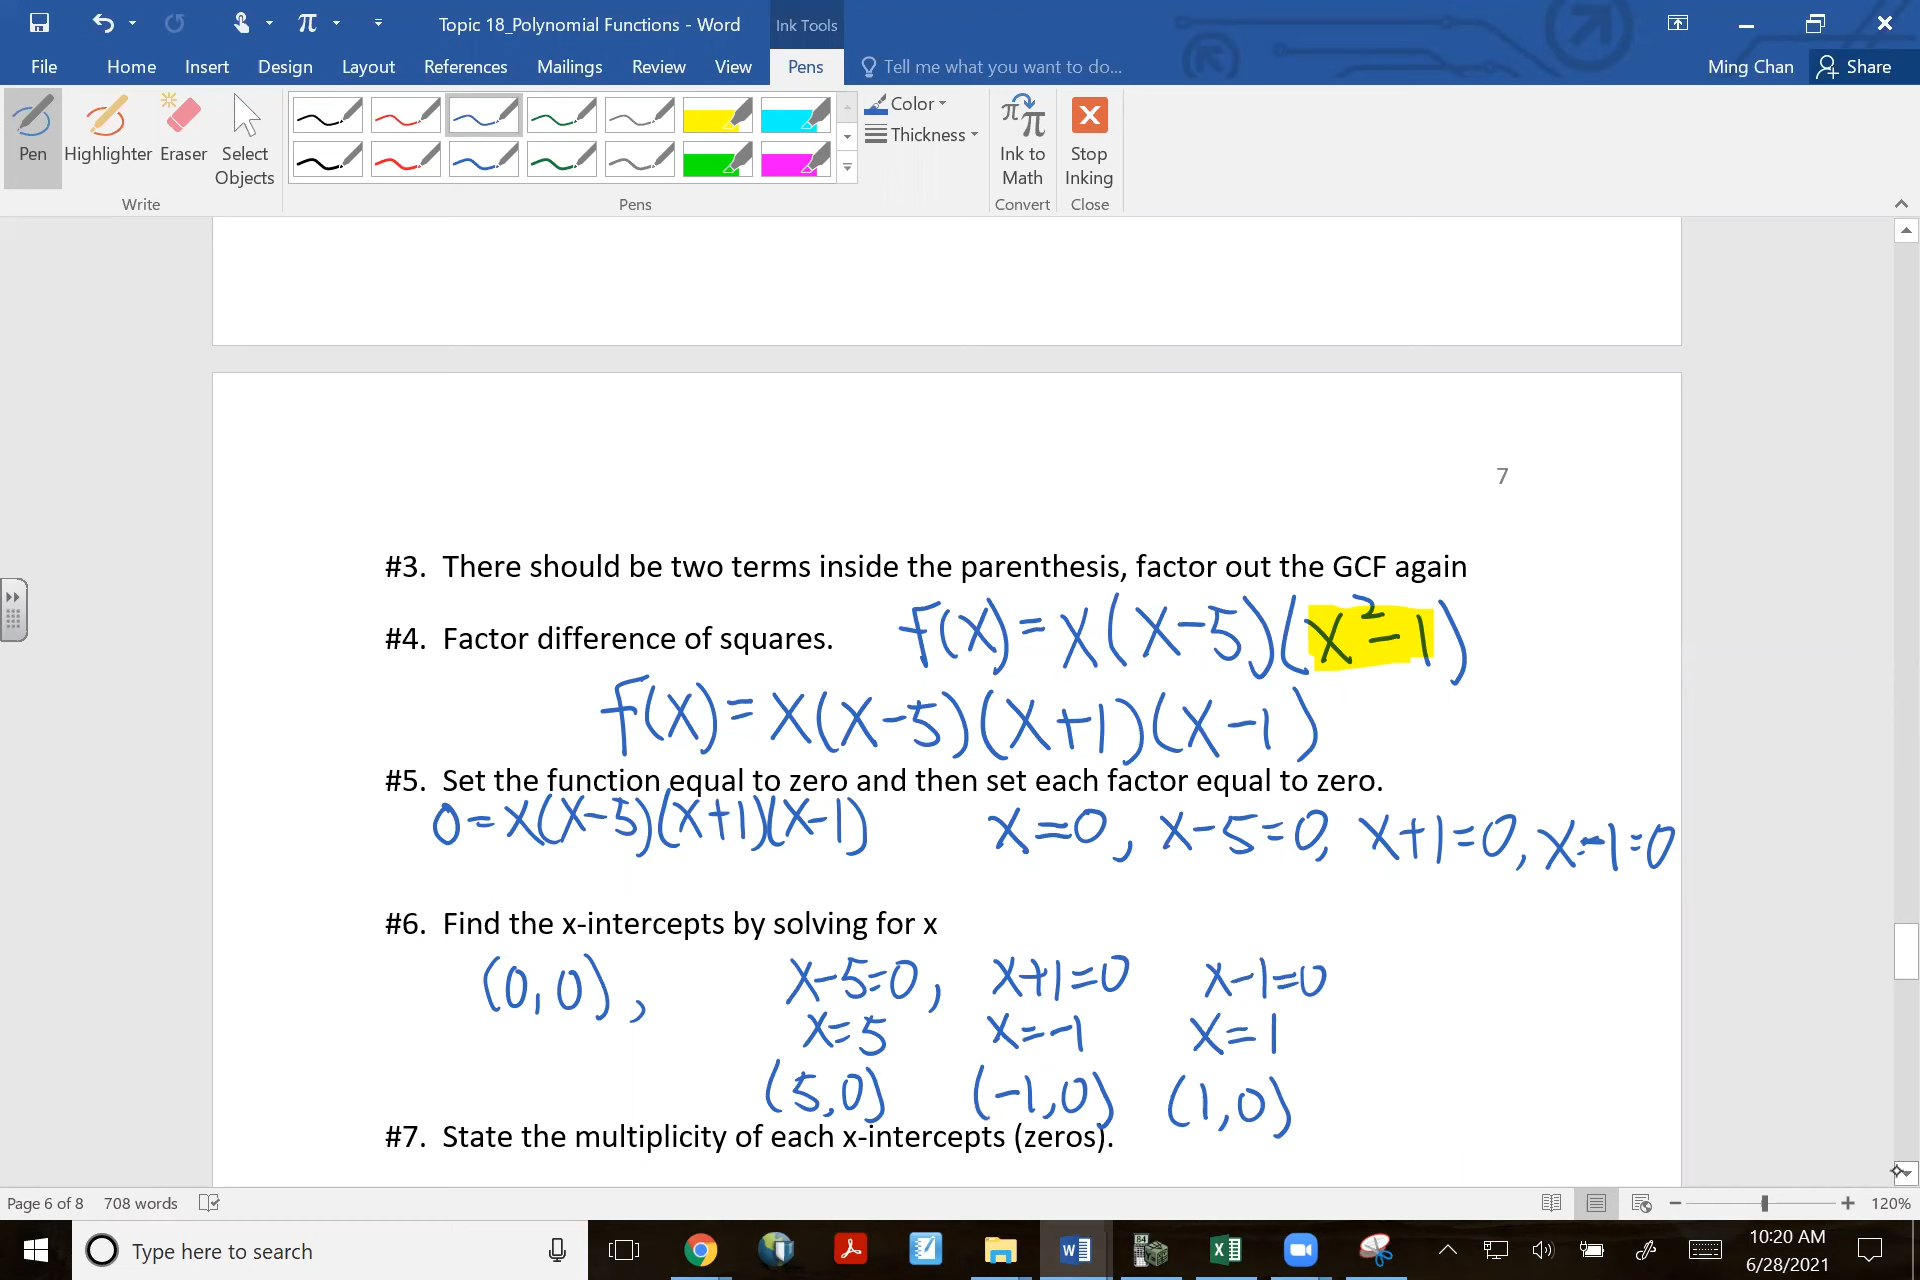 Topic 18_Polynomial Functions - Word
Ink Tools
File Home Insert Design Layout References Mailings Review View Pens Tell me what you want to do... Ming Chan Share
Pen Highlighter Eraser Select Objects
Color
Thickness
Ink to Math
Stop Inking
Write Pens Convert Close
7
#3. There should be two terms inside the parenthesis, factor out the GCF again
#4. Factor difference of squares. f(x) = x(x-5)(x²-1)
f(x) = x(x-5)(x+1)(x-1)
#5. Set the function equal to zero and then set each factor equal to zero.
0=x(x-5)(x+1)(x-1) x=0, x-5=0, x+1=0, x-1=0
#6. Find the x-intercepts by solving for x
(0,0), x-5=0, x+1=0 x-1=0
x=5 x=-1 x=1
(5,0) (-1,0) (1,0)
#7. State the multiplicity of each x-intercepts (zeros).
Page 6 of 8 708 words 120%
Type here to search
84
10:20 AM
6/28/2021